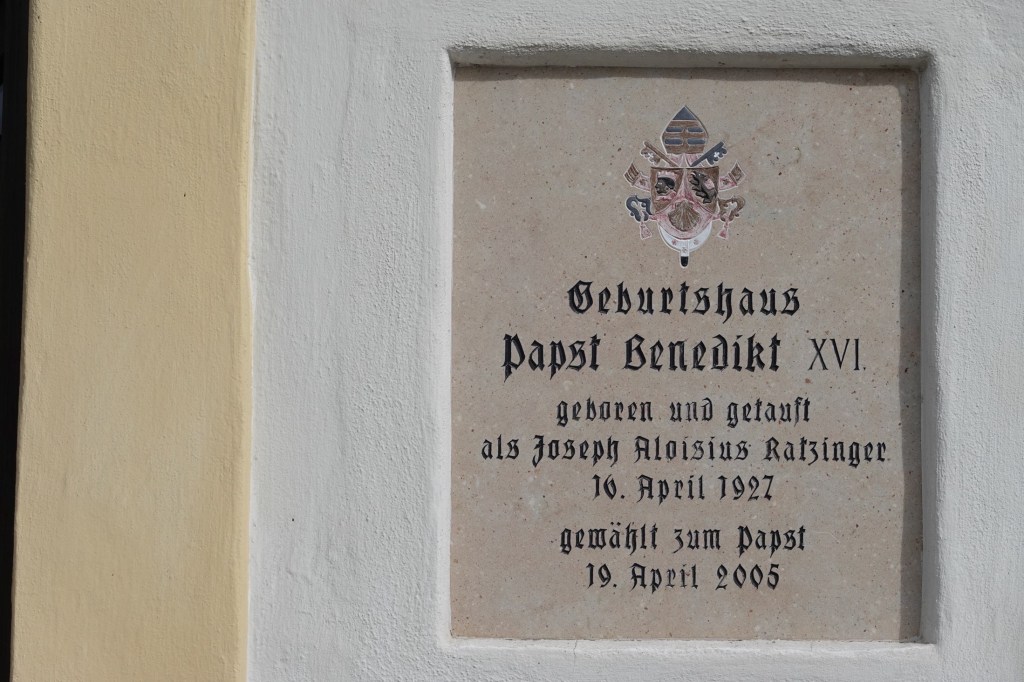 Geburtshaus
Papst Benedikt XVI.
geboren und getauft
als Joseph Aloisius Ratzinger
16. April 1927
gewählt zum Papst
19. April 2005